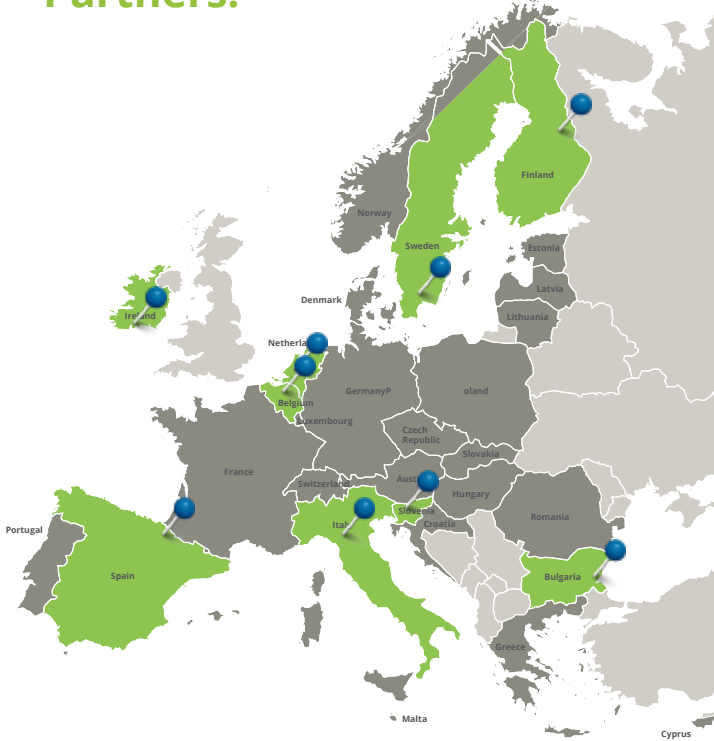 Partners:
Finland
Norway
Sweden
Estonia
Latvia
Denmark
Ireland
Lithuania
Netherla
GermanyP
oland
Belgium
Luxembourg
Czech
Republic
Slovakia
France
Switzerland
Aust
Hungary
Slovenia
Romania
Croatia
Ital
Portugal
Spain
Bulgaria
Greece
Malta
Cyprus